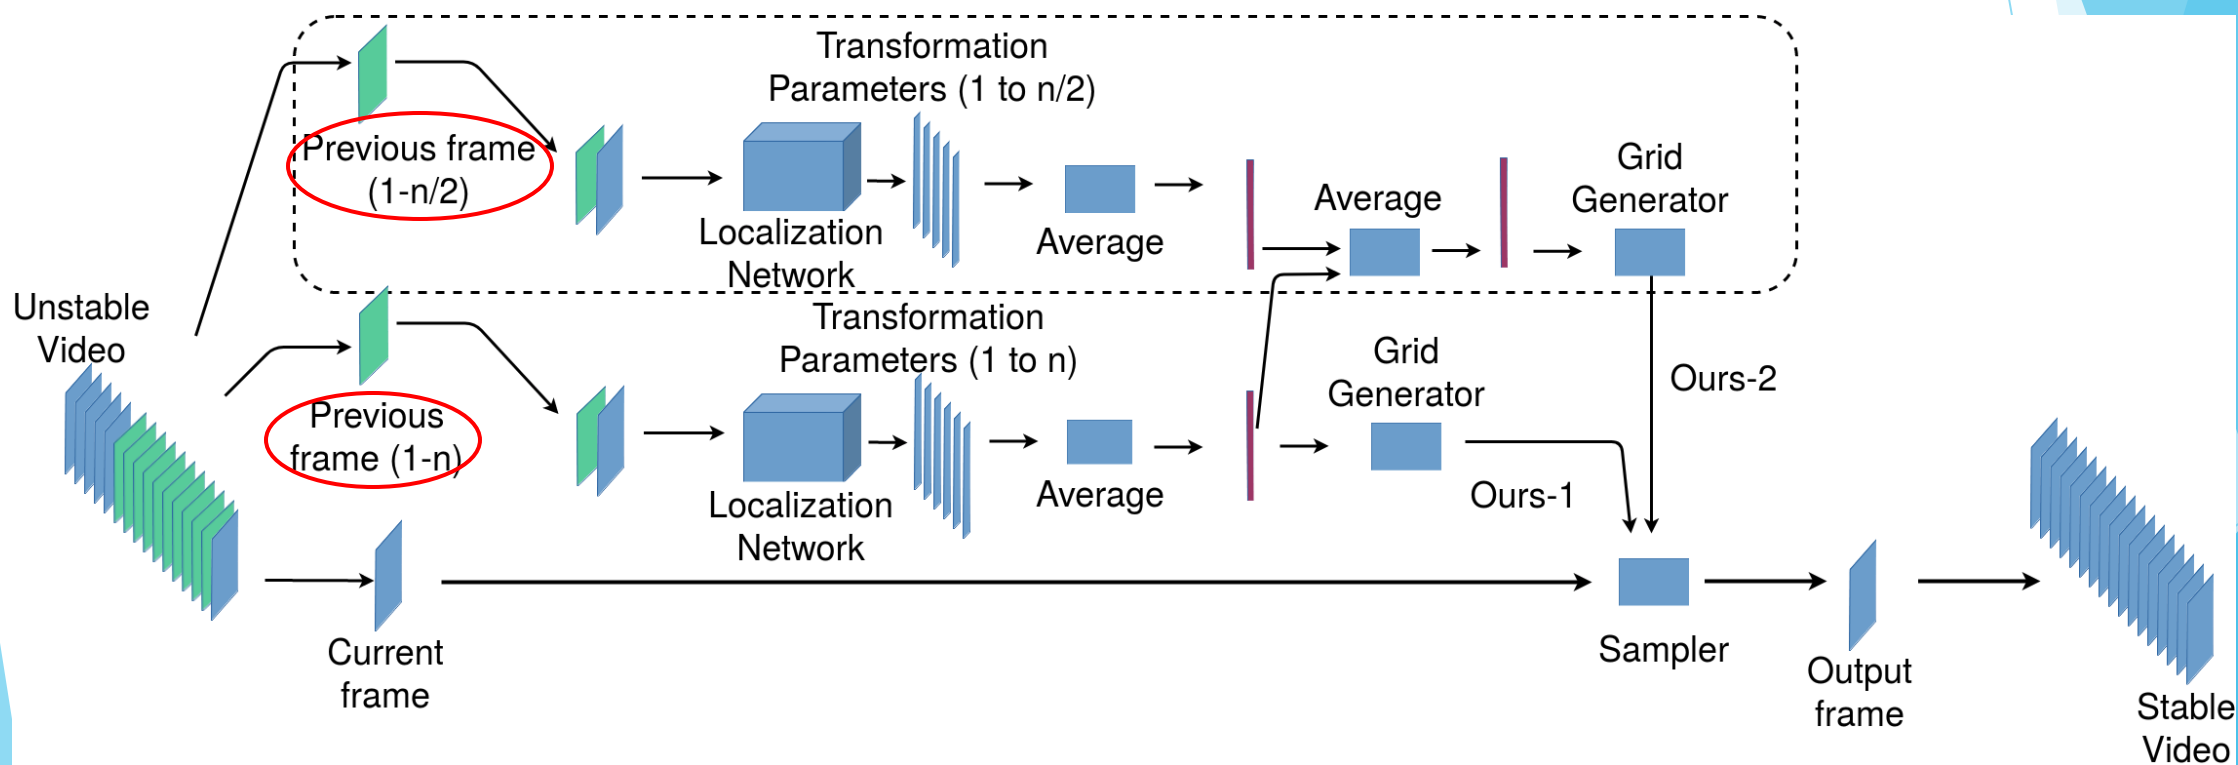 Transformation
Parameters (1 to n/2)
Previous frame
(1-n/2)
Localization
Network
Average
Average
Grid
Generator
Unstable
Video
Transformation
Parameters (1 to n)
Previous
frame (1-n)
Localization
Network
Average
Grid
Generator
Ours-1
Ours-2
Current
frame
Sampler
Output
frame
Stable
Video